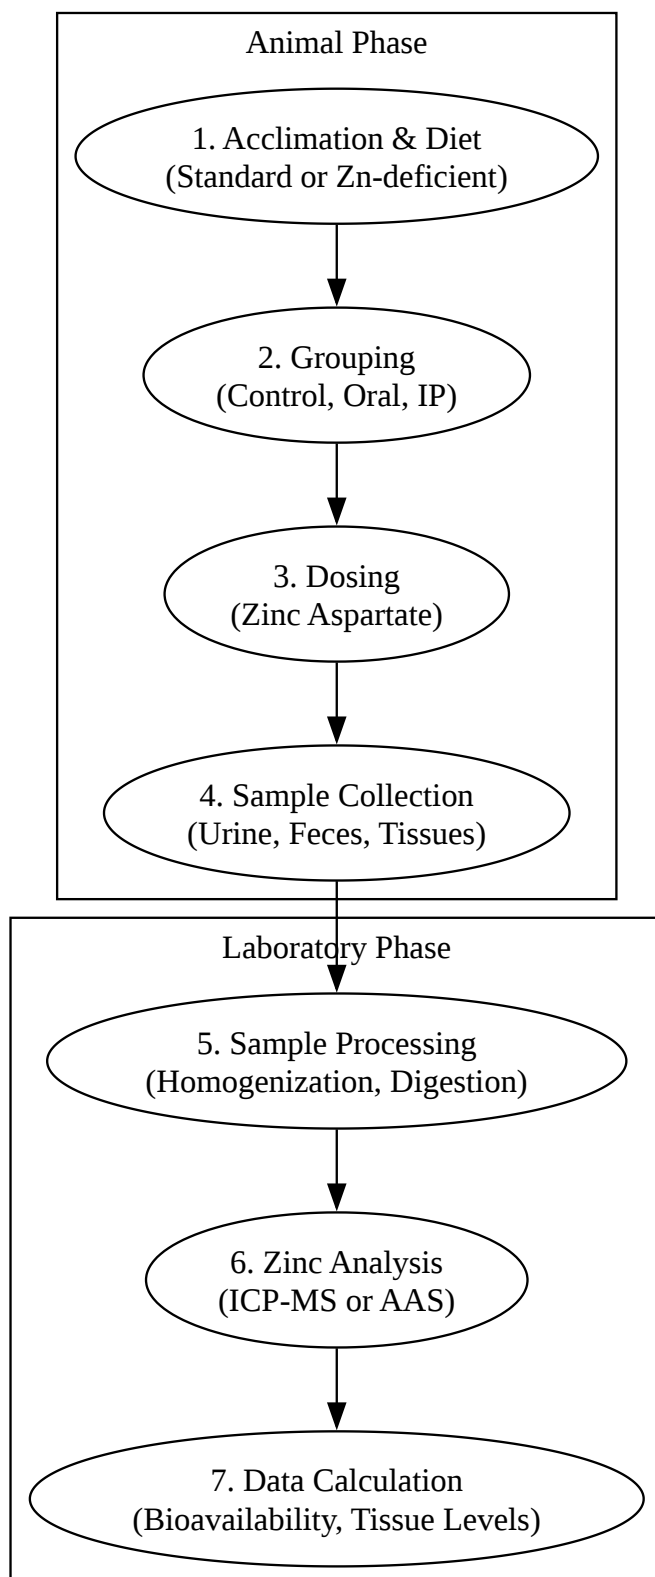 Animal Phase
1. Acclimation & Diet
(Standard or Zn-deficient)
2. Grouping
(Control, Oral, IP)
3. Dosing
(Zinc Aspartate)
4. Sample Collection
(Urine, Feces, Tissues)
Laboratory Phase
5. Sample Processing
(Homogenization, Digestion)
6. Zinc Analysis
(ICP-MS or AAS)
7. Data Calculation
(Bioavailability, Tissue Levels)